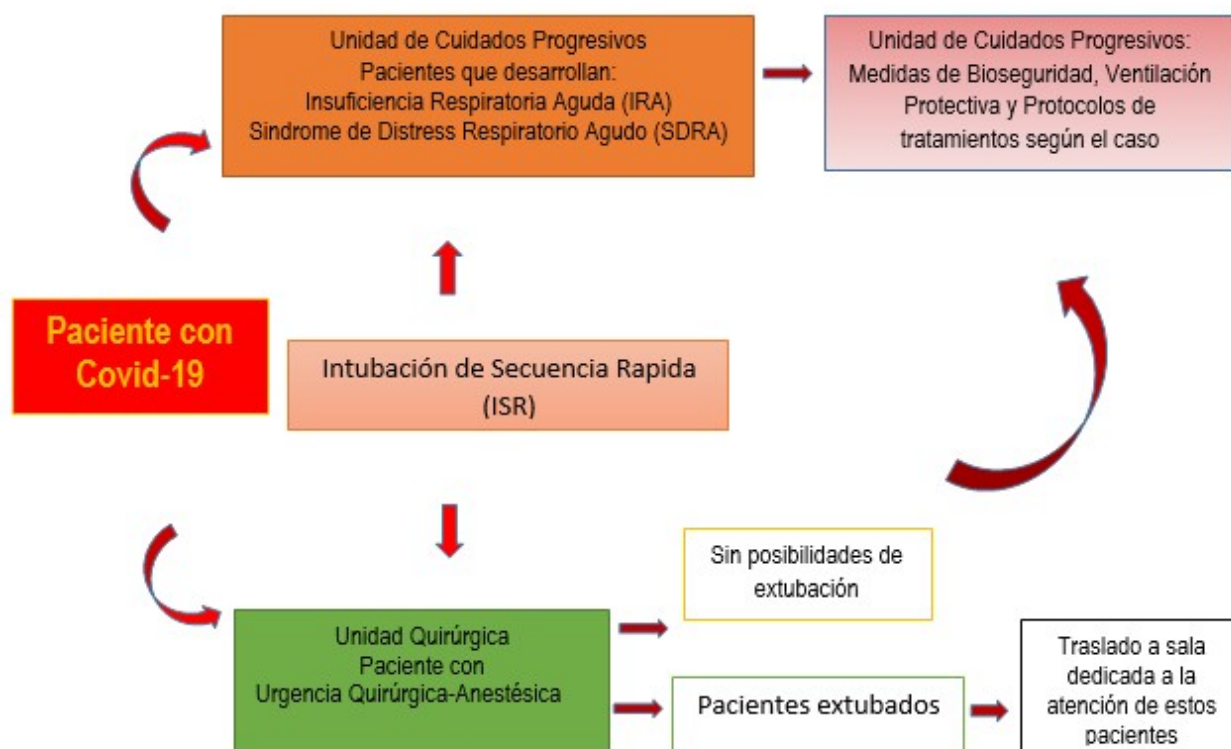 Unidad de Cuidados Progresivos
Pacientes que desarrollan:
Insuficiencia Respiratoria Aguda (IRA)
Sindrome de Distress Respiratorio Agudo (SDRA)
Unidad de Cuidados Progresivos:
Medidas de Bioseguridad, Ventilación
Protectiva y Protocolos de
tratamientos según el caso
Paciente con
Covid-19
Intubación de Secuencia Rapida
(ISR)
Sin posibilidades de
extubación
Unidad Quirúrgica
Paciente con
Urgencia Quirúrgica-Anestésica
Pacientes extubados
Traslado a sala
dedicada a la
atención de estos
pacientes